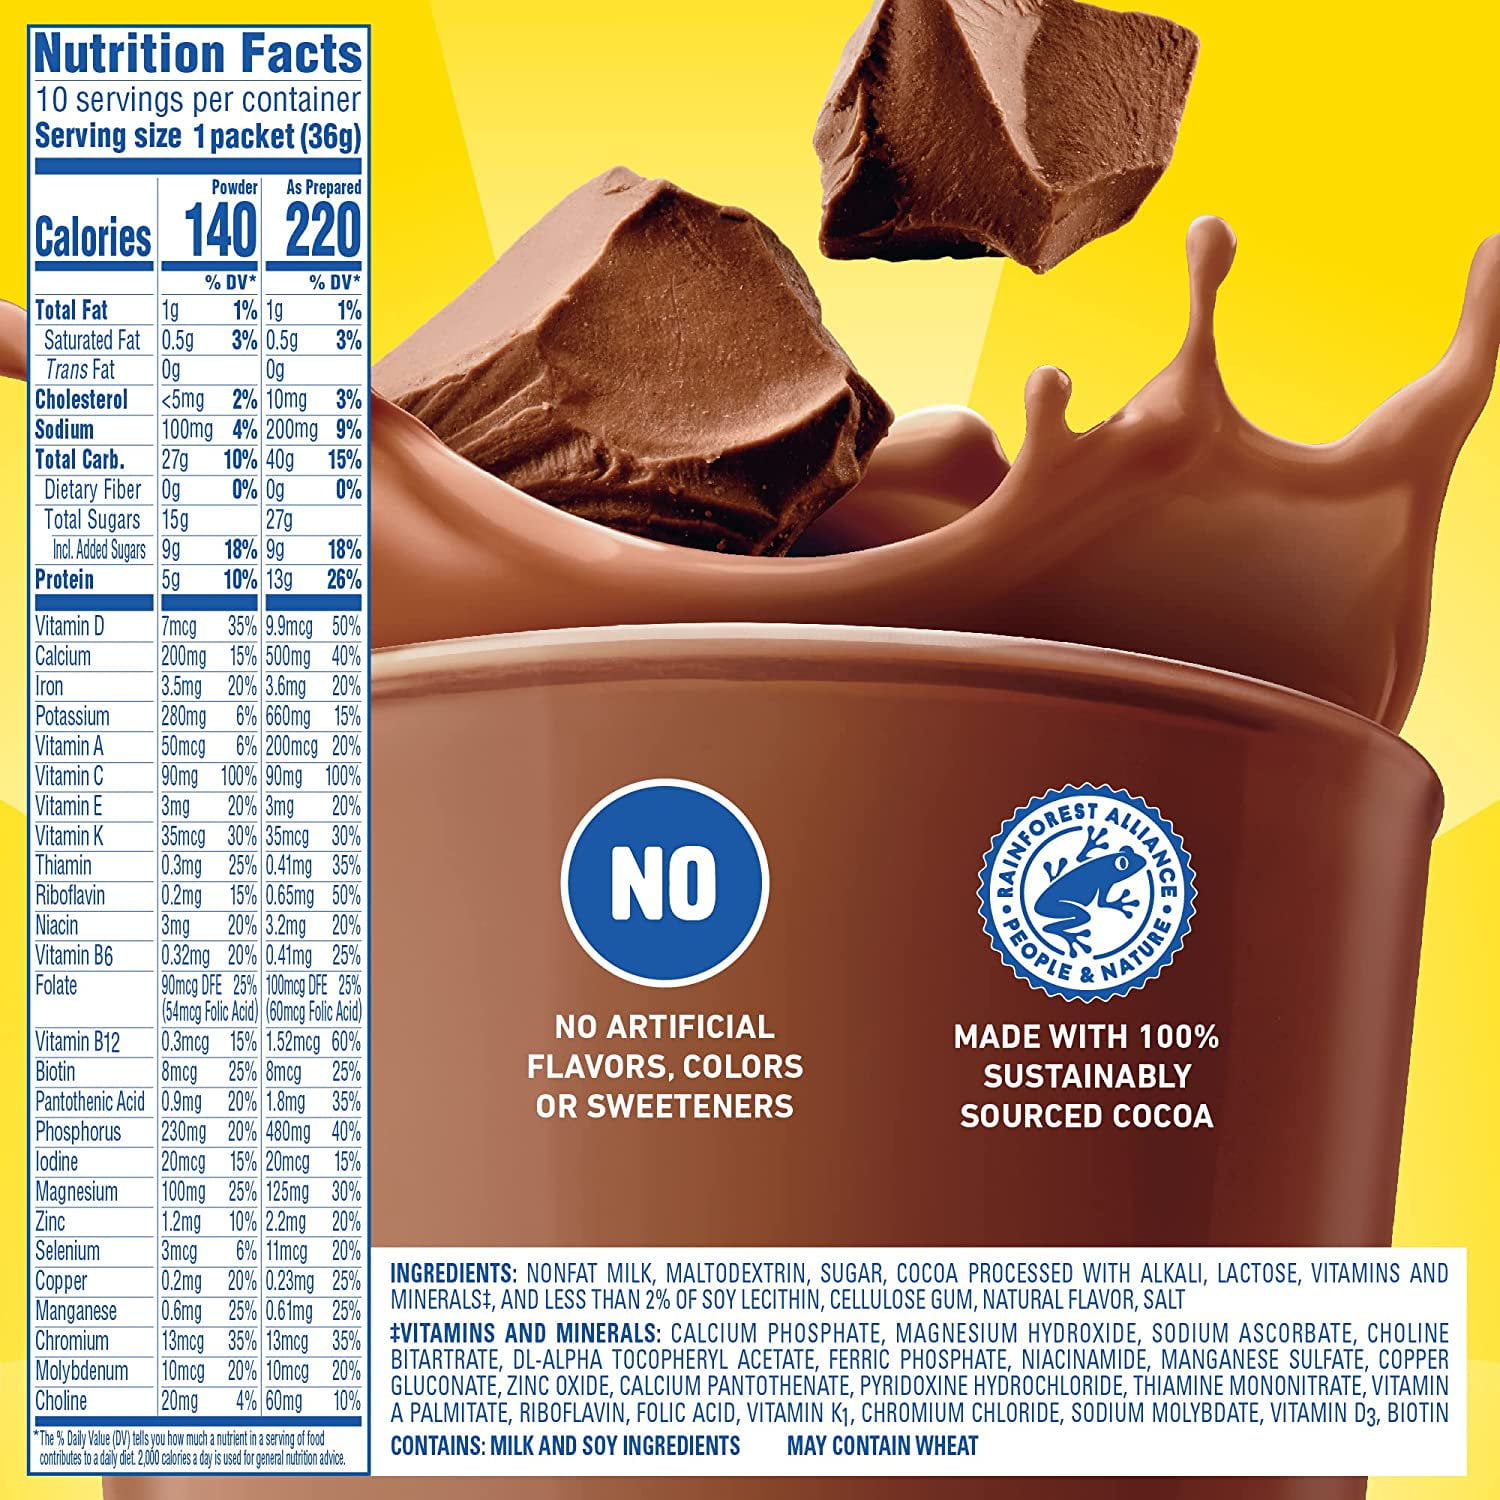 Nutrition Facts
10 servings per container
Serving size 1 packet (36g)
Powder As Prepared
Calories 140 220
% DV* % DV*
Total Fat 1g 1% 1g 1%
Saturated Fat 0.5g 3% 0.5g 3%
Trans Fat 0g 0g
Cholesterol <5mg 2% 10mg 3%
Sodium 100mg 4% 200mg 9%
Total Carb. 27g 10% 40g 15%
Dietary Fiber 0g 0% 0g 0%
Total Sugars 15g 27g
Incl. Added Sugars 9g 18% 9g 18%
Protein 5g 10% 13g 26%
Vitamin D 7mcg 35% 9.9mcg 50%
Calcium 200mg 15% 500mg 40%
Iron 3.5mg 20% 3.6mg 20%
Potassium 280mg 6% 660mg 15%
Vitamin A 50mcg 6% 200mcg 20%
Vitamin C 90mg 100% 90mg 100%
Vitamin E 3mg 20% 3mg 20%
Vitamin K 35mcg 30% 35mcg 30%
Thiamin 0.3mg 25% 0.41mg 35%
Riboflavin 0.2mg 15% 0.65mg 50%
Niacin 3mg 20% 3.2mg 20%
Vitamin B6 0.32mg 20% 0.41mg 25%
Folate 90mcg DFE 25% 100mcg DFE 25%
(54mcg Folic Acid) (60mcg Folic Acid)
Vitamin B12 0.3mcg 15% 1.52mcg 60%
Biotin 8mcg 25% 8mcg 25%
Pantothenic Acid 0.9mg 20% 1.8mg 35%
Phosphorus 230mg 20% 480mg 40%
Iodine 20mcg 15% 20mcg 15%
Magnesium 100mg 25% 125mg 30%
Zinc 1.2mg 10% 2.2mg 20%
Selenium 3mcg 6% 11mcg 20%
Copper 0.2mg 20% 0.23mg 25%
Manganese 0.6mg 25% 0.61mg 25%
Chromium 13mcg 35% 13mcg 35%
Molybdenum 10mcg 20% 10mcg 20%
Choline 20mg 4% 60mg 10%
*The % Daily Value (DV) tells you how much a nutrient in a serving of food
contributes to a daily diet. 2,000 calories a day is used for general nutrition advice.
NO
NO ARTIFICIAL
FLAVORS, COLORS
OR SWEETENERS
RAINFOREST ALLIANCE
• PEOPLE & NATURE •
MADE WITH 100%
SUSTAINABLY
SOURCED COCOA
INGREDIENTS: NONFAT MILK, MALTODEXTRIN, SUGAR, COCOA PROCESSED WITH ALKALI, LACTOSE, VITAMINS AND
MINERALS‡, AND LESS THAN 2% OF SOY LECITHIN, CELLULOSE GUM, NATURAL FLAVOR, SALT
‡VITAMINS AND MINERALS: CALCIUM PHOSPHATE, MAGNESIUM HYDROXIDE, SODIUM ASCORBATE, CHOLINE
BITARTRATE, DL-ALPHA TOCOPHERYL ACETATE, FERRIC PHOSPHATE, NIACINAMIDE, MANGANESE SULFATE, COPPER
GLUCONATE, ZINC OXIDE, CALCIUM PANTOTHENATE, PYRIDOXINE HYDROCHLORIDE, THIAMINE MONONITRATE, VITAMIN
A PALMITATE, RIBOFLAVIN, FOLIC ACID, VITAMIN K1, CHROMIUM CHLORIDE, SODIUM MOLYBDATE, VITAMIN D3, BIOTIN
CONTAINS: MILK AND SOY INGREDIENTS MAY CONTAIN WHEAT